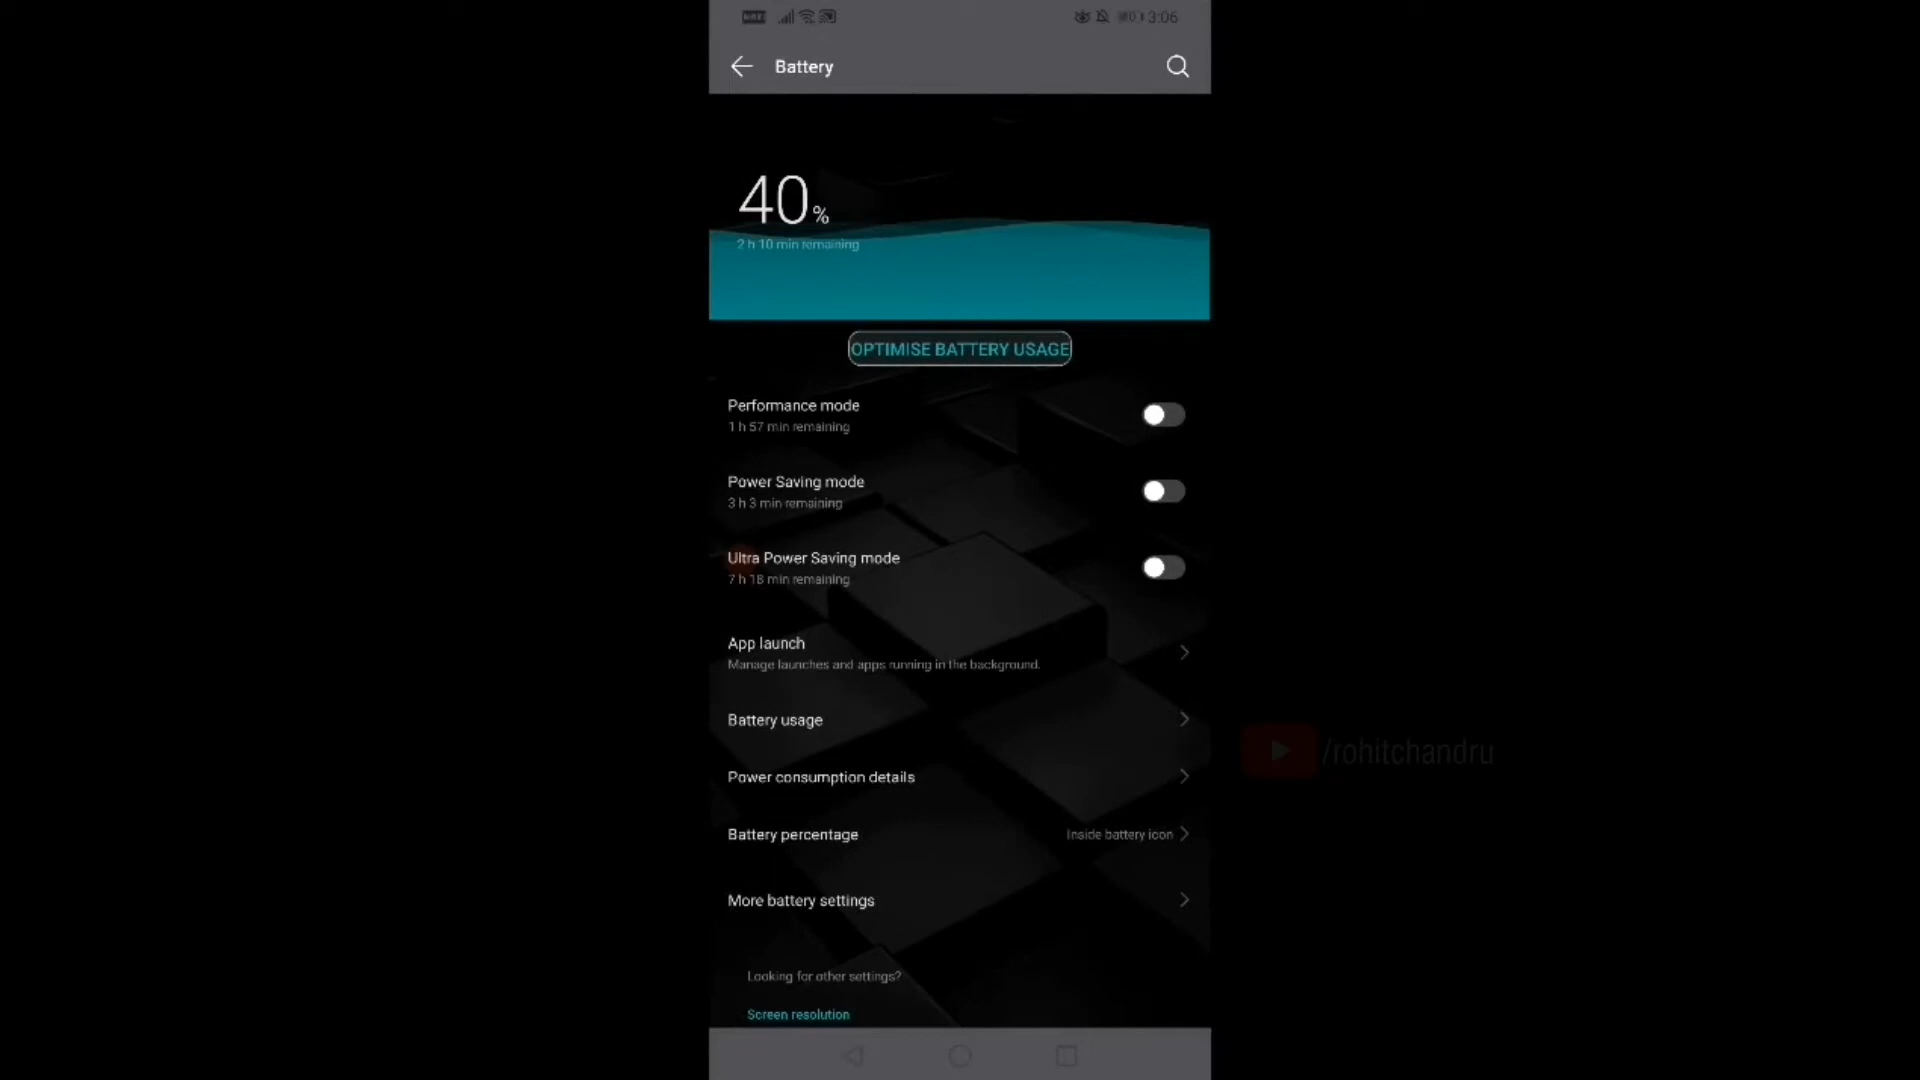 3:06
Battery
40%
2 h 10 min remaining
OPTIMISE BATTERY USAGE
Performance mode
1 h 57 min remaining
Power Saving mode
3 h 3 min remaining
Ultra Power Saving mode
7 h 18 min remaining
App launch
Manage launches and apps running in the background.
Battery usage
Power consumption details
/rohitchandru
Battery percentage
Inside battery icon
More battery settings
Looking for other settings?
Screen resolution